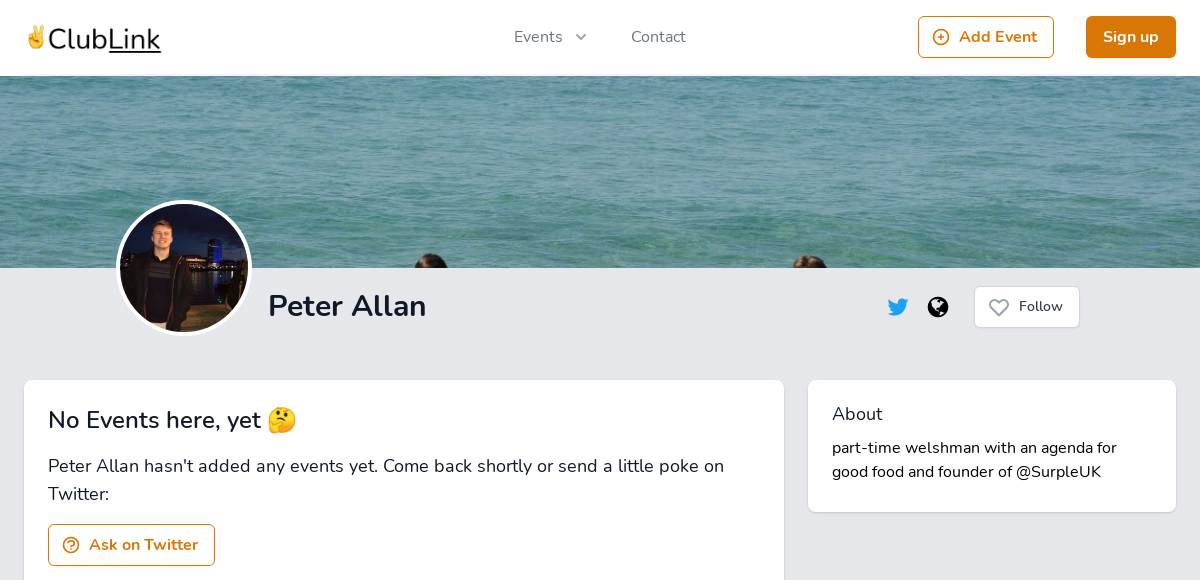 ✌️ClubLink
Events
Contact
Add Event
Sign up
Peter Allan
Follow
No Events here, yet 🤔
Peter Allan hasn't added any events yet. Come back shortly or send a little poke on
Twitter:
Ask on Twitter
About
part-time welshman with an agenda for
good food and founder of @SurpleUK